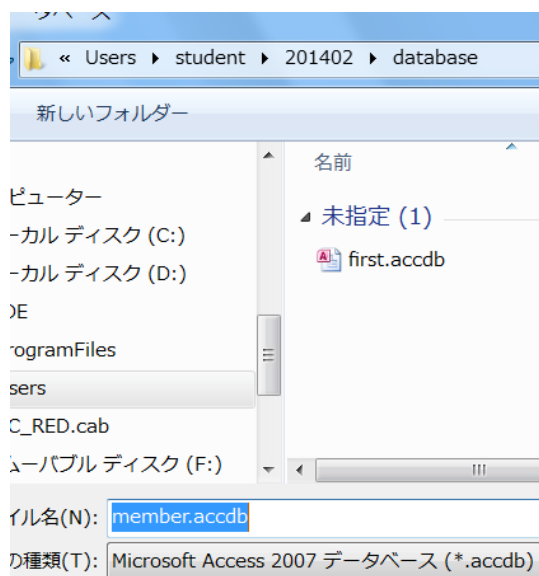 « Users ▸ student ▸ 201402 ▸ database
新しいフォルダー
名前
ピューター
ーカル ディスク (C:)
ーカル ディスク (D:)
DE
rogramFiles
sers
C_RED.cab
ムーバブル ディスク (F:)
未指定 (1)
first.accdb
イル名(N): member.accdb
の種類(T): Microsoft Access 2007 データベース (*.accdb)